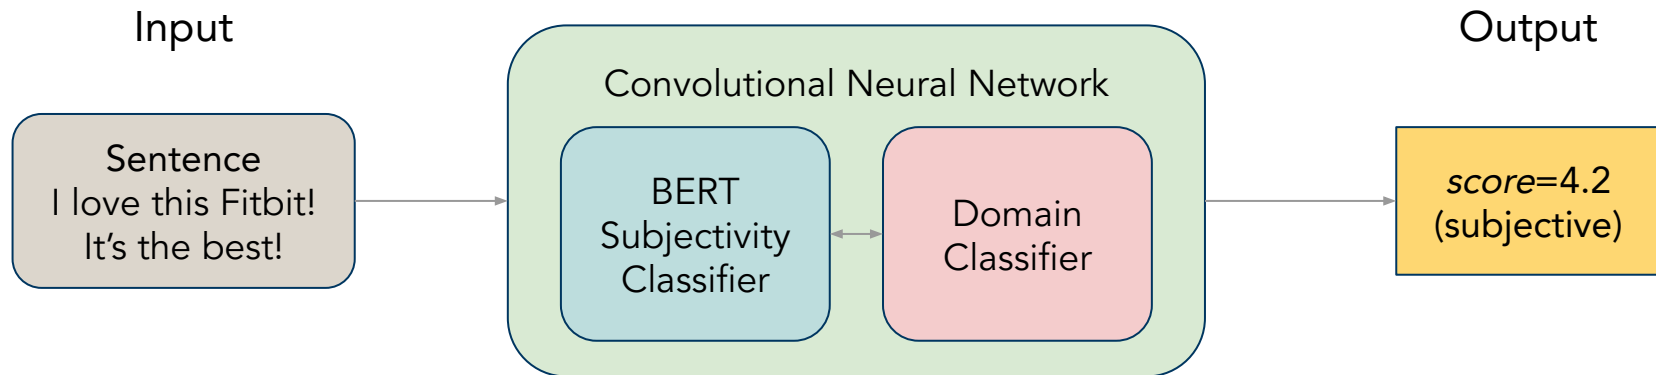 Input
Output
Convolutional Neural Network
Sentence
I love this Fitbit!
It's the best!
BERT
Subjectivity
Classifier
Domain
Classifier
score=4.2
(subjective)